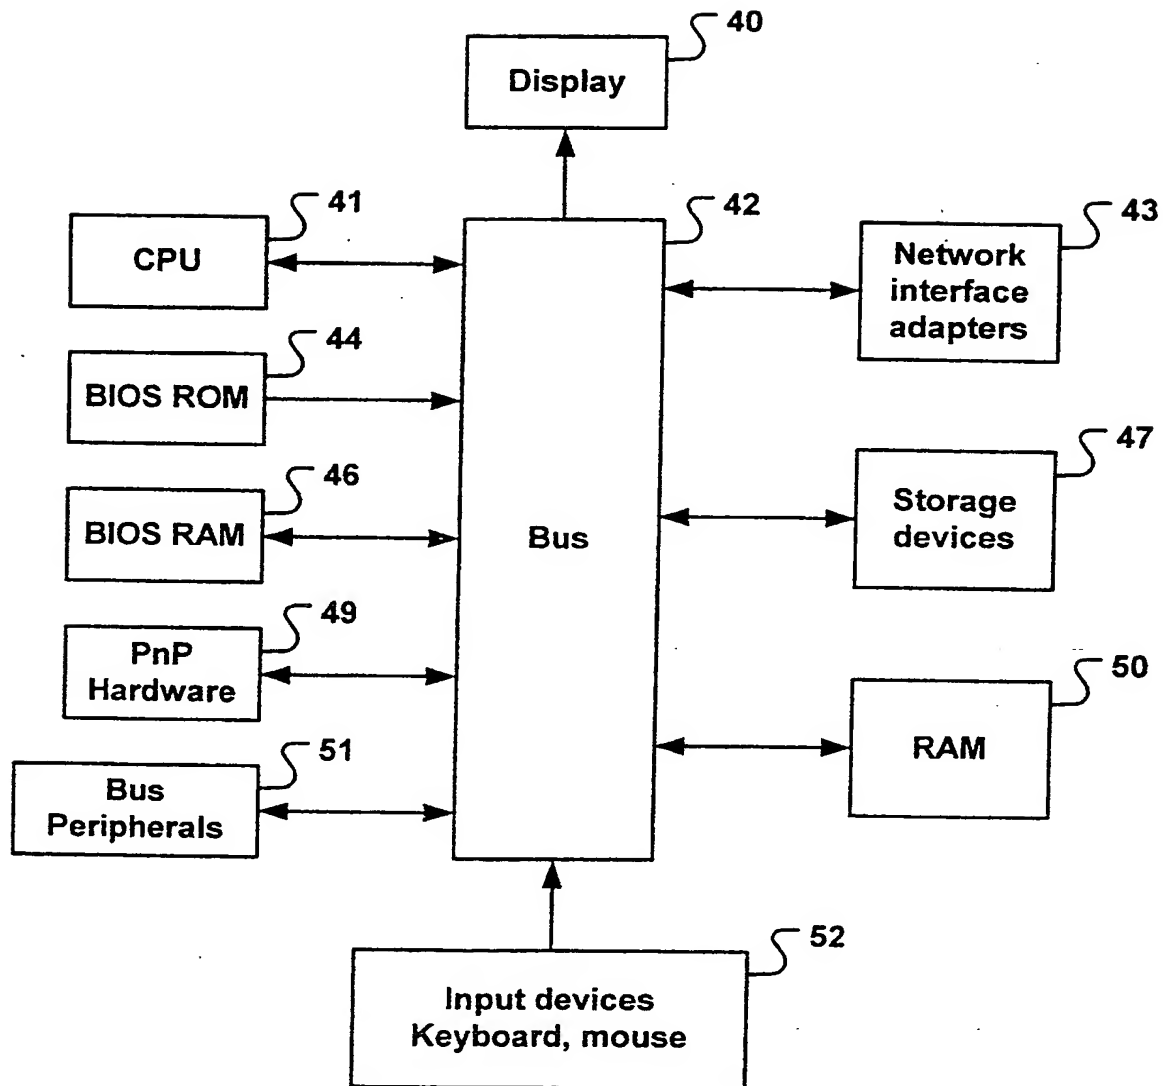 40
Display
41
CPU
42
43
Network
interface
adapters
44
BIOS ROM
46
BIOS RAM
Bus
47
Storage
devices
49
PnP
Hardware
50
RAM
51
Bus
Peripherals
52
Input devices
Keyboard, mouse